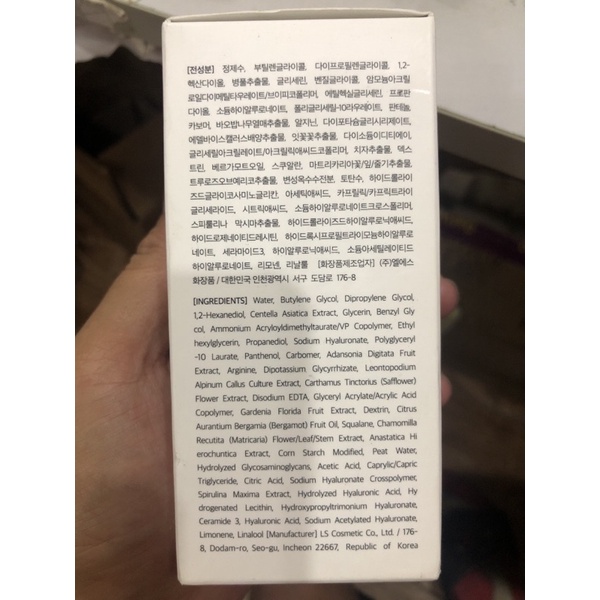 [전성분] 정제수, 부틸렌글라이콜, 다이프로필렌글라이콜, 1,2-
헥산다이올, 병풀추출물, 글리세린, 벤질글라이콜, 암모늄아크릴
로일다이메틸타우레이트/브이피코폴리머, 에틸헥실글리세린, 프로판
다이올, 소듐하이알루로네이트, 폴리글리세릴-10라우레이트, 판테놀,
카보머, 바오밥나무열매추출물, 알지닌, 다이포타슘글리시리제이트,
에델바이스캘러스배양추출물, 잇꽃꽃추출물, 다이소듐이디티에이,
글리세릴아크릴레이트/아크릴릭애씨드코폴리머, 치자추출물, 덱스
트린, 베르가모트오일, 스쿠알란, 마트리카리아꽃/잎/줄기추출물,
트루로즈오브예리코추출물, 변성옥수수전분, 토탄수, 하이드롤라이
즈드글라이코사미노글리칸, 아세틱애씨드, 카프릴릭/카프릭트라이
글리세라이드, 시트릭애씨드, 소듐하이알루로네이트크로스폴리머,
스피룰리나 막시마추출물, 하이드롤라이즈드하이알루로닉애씨드,
하이드로제네이티드레시틴, 하이드록시프로필트라이모늄하이알루로
네이트, 세라마이드3, 하이알루로닉애씨드, 소듐아세틸레이티드
하이알루로네이트, 리모넨, 리날룰 [화장품제조업자] (주)엘에스
화장품 / 대한민국 인천광역시 서구 도담로 176-8
[INGREDIENTS] Water, Butylene Glycol, Dipropylene Glycol,
1,2-Hexanediol, Centella Asiatica Extract, Glycerin, Benzyl Gly
col, Ammonium Acryloyldimethyltaurate/VP Copolymer, Ethyl
hexylglycerin, Propanediol, Sodium Hyaluronate, Polyglyceryl
-10 Laurate, Panthenol, Carbomer, Adansonia Digitata Fruit
Extract, Arginine, Dipotassium Glycyrrhizate, Leontopodium
Alpinum Callus Culture Extract, Carthamus Tinctorius (Safflower)
Flower Extract, Disodium EDTA, Glyceryl Acrylate/Acrylic Acid
Copolymer, Gardenia Florida Fruit Extract, Dextrin, Citrus
Aurantium Bergamia (Bergamot) Fruit Oil, Squalane, Chamomilla
Recutita (Matricaria) Flower/Leaf/Stem Extract, Anastatica Hi
erochuntica Extract, Corn Starch Modified, Peat Water,
Hydrolyzed Glycosaminoglycans, Acetic Acid, Caprylic/Capric
Triglyceride, Citric Acid, Sodium Hyaluronate Crosspolymer,
Spirulina Maxima Extract, Hydrolyzed Hyaluronic Acid, Hy
drogenated Lecithin, Hydroxypropyltrimonium Hyaluronate,
Ceramide 3, Hyaluronic Acid, Sodium Acetylated Hyaluronate,
Limonene, Linalool [Manufacturer] LS Cosmetic Co., Ltd. / 176-
8, Dodam-ro, Seo-gu, Incheon 22667, Republic of Korea